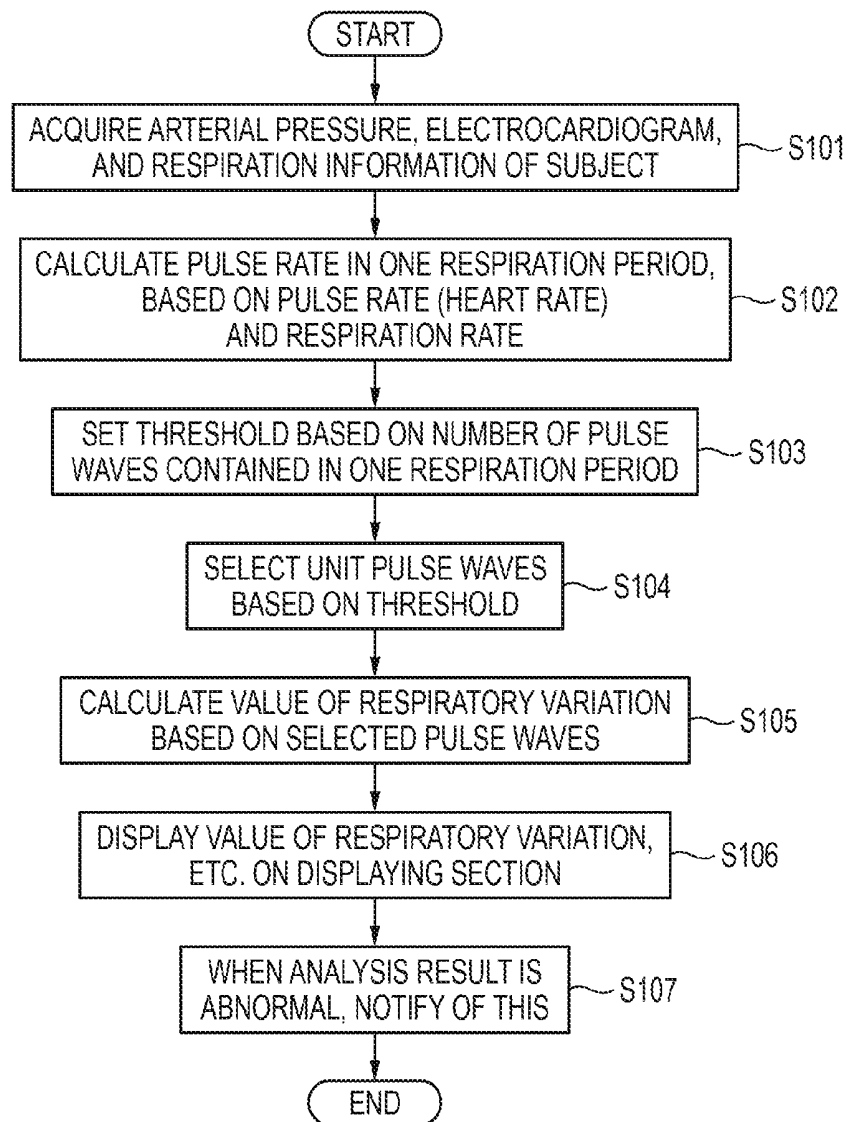 START
ACQUIRE ARTERIAL PRESSURE, ELECTROCARDIOGRAM,
AND RESPIRATION INFORMATION OF SUBJECT
S101
CALCULATE PULSE RATE IN ONE RESPIRATION PERIOD,
BASED ON PULSE RATE (HEART RATE)
AND RESPIRATION RATE
S102
SET THRESHOLD BASED ON NUMBER OF PULSE
WAVES CONTAINED IN ONE RESPIRATION PERIOD
S103
SELECT UNIT PULSE WAVES
BASED ON THRESHOLD
S104
CALCULATE VALUE OF RESPIRATORY VARIATION
BASED ON SELECTED PULSE WAVES
S105
DISPLAY VALUE OF RESPIRATORY VARIATION,
ETC. ON DISPLAYING SECTION
S106
WHEN ANALYSIS RESULT IS
ABNORMAL, NOTIFY OF THIS
S107
END